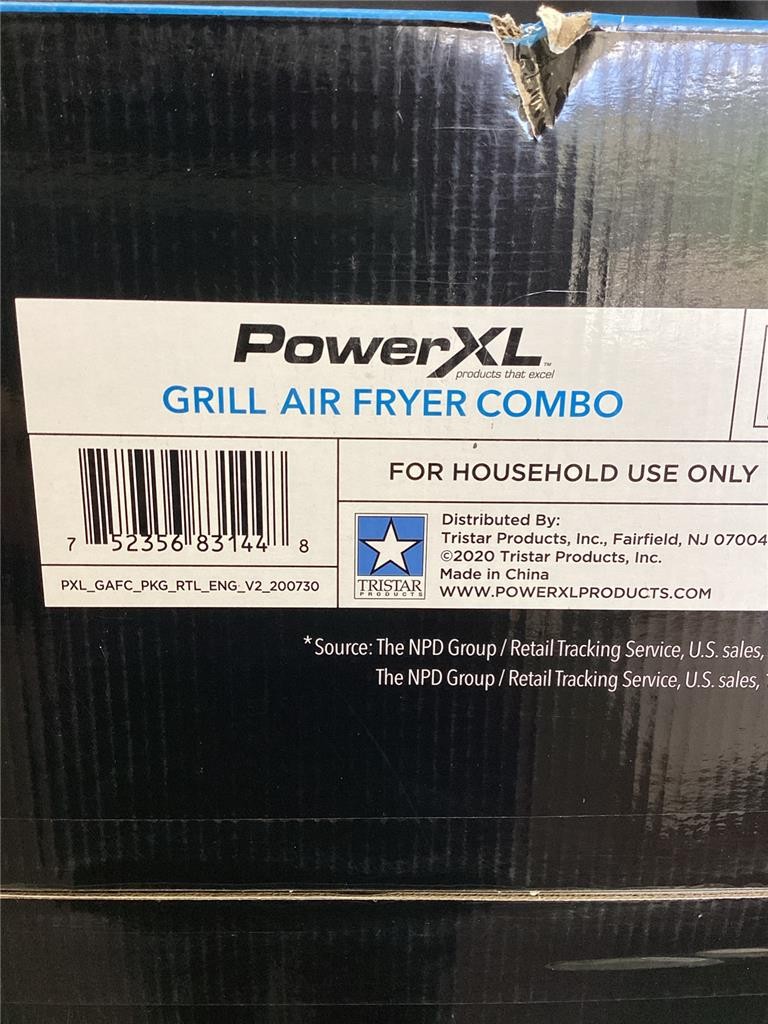 PowerXL™
products that excel
GRILL AIR FRYER COMBO
7 52356 83144 8
PXL_GAFC_PKG_RTL_ENG_V2_200730
FOR HOUSEHOLD USE ONLY
TRISTAR
PRODUCTS
Distributed By:
Tristar Products, Inc., Fairfield, NJ 07004
©2020 Tristar Products, Inc.
Made in China
WWW.POWERXLPRODUCTS.COM
*Source: The NPD Group / Retail Tracking Service, U.S. sales,
The NPD Group / Retail Tracking Service, U.S. sales,